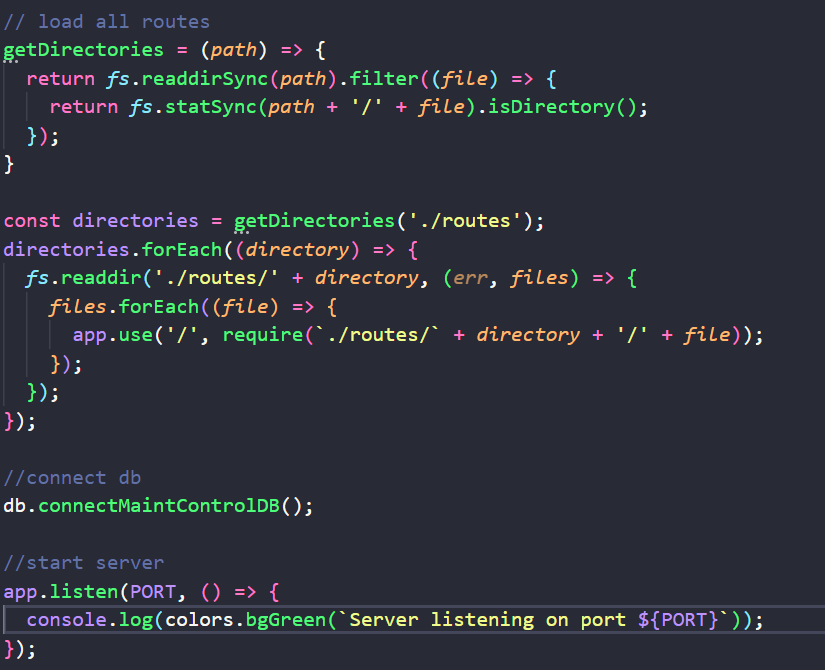 // load all routes
getDirectories = (path) => {
  return fs.readdirSync(path).filter((file) => {
    return fs.statSync(path + '/' + file).isDirectory();
  });
}

const directories = getDirectories('./routes');
directories.forEach((directory) => {
  fs.readdir('./routes/' + directory, (err, files) => {
    files.forEach((file) => {
      app.use('/', require(`./routes/` + directory + '/' + file));
    });
  });
});

//connect db
db.connectMaintControlDB();

//start server
app.listen(PORT, () => {
  console.log(colors.bgGreen(`Server listening on port ${PORT}`));
});